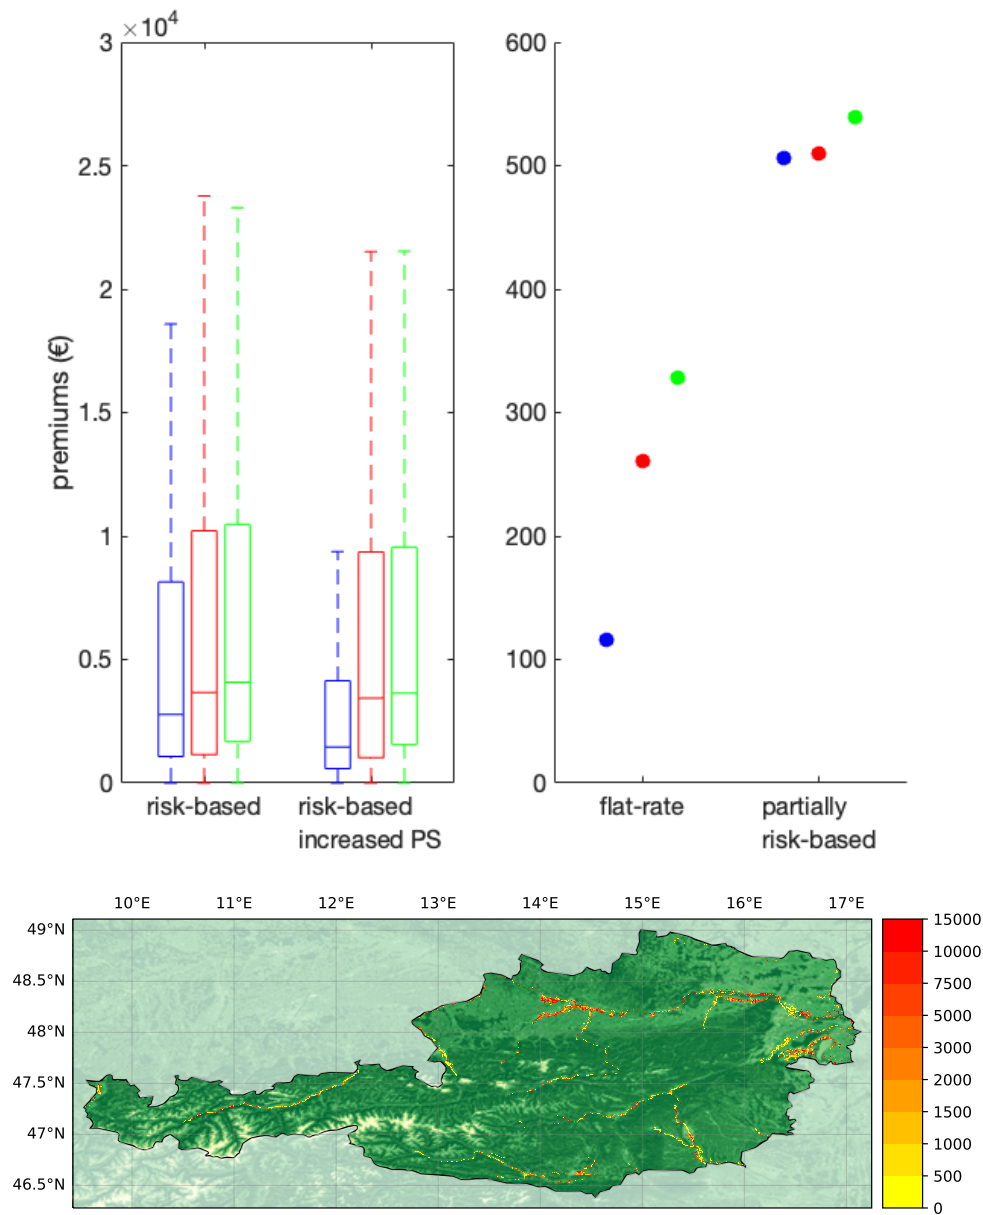 ×10⁴
3
2.5
2
1.5
1
0.5
0
premiums (€)
risk-based
risk-based
increased PS
600
500
400
300
200
100
0
flat-rate
partially
risk-based
10°E 11°E 12°E 13°E 14°E 15°E 16°E 17°E
49°N
48.5°N
48°N
47.5°N
47°N
46.5°N
15000
10000
7500
5000
3000
2000
1500
1000
500
0